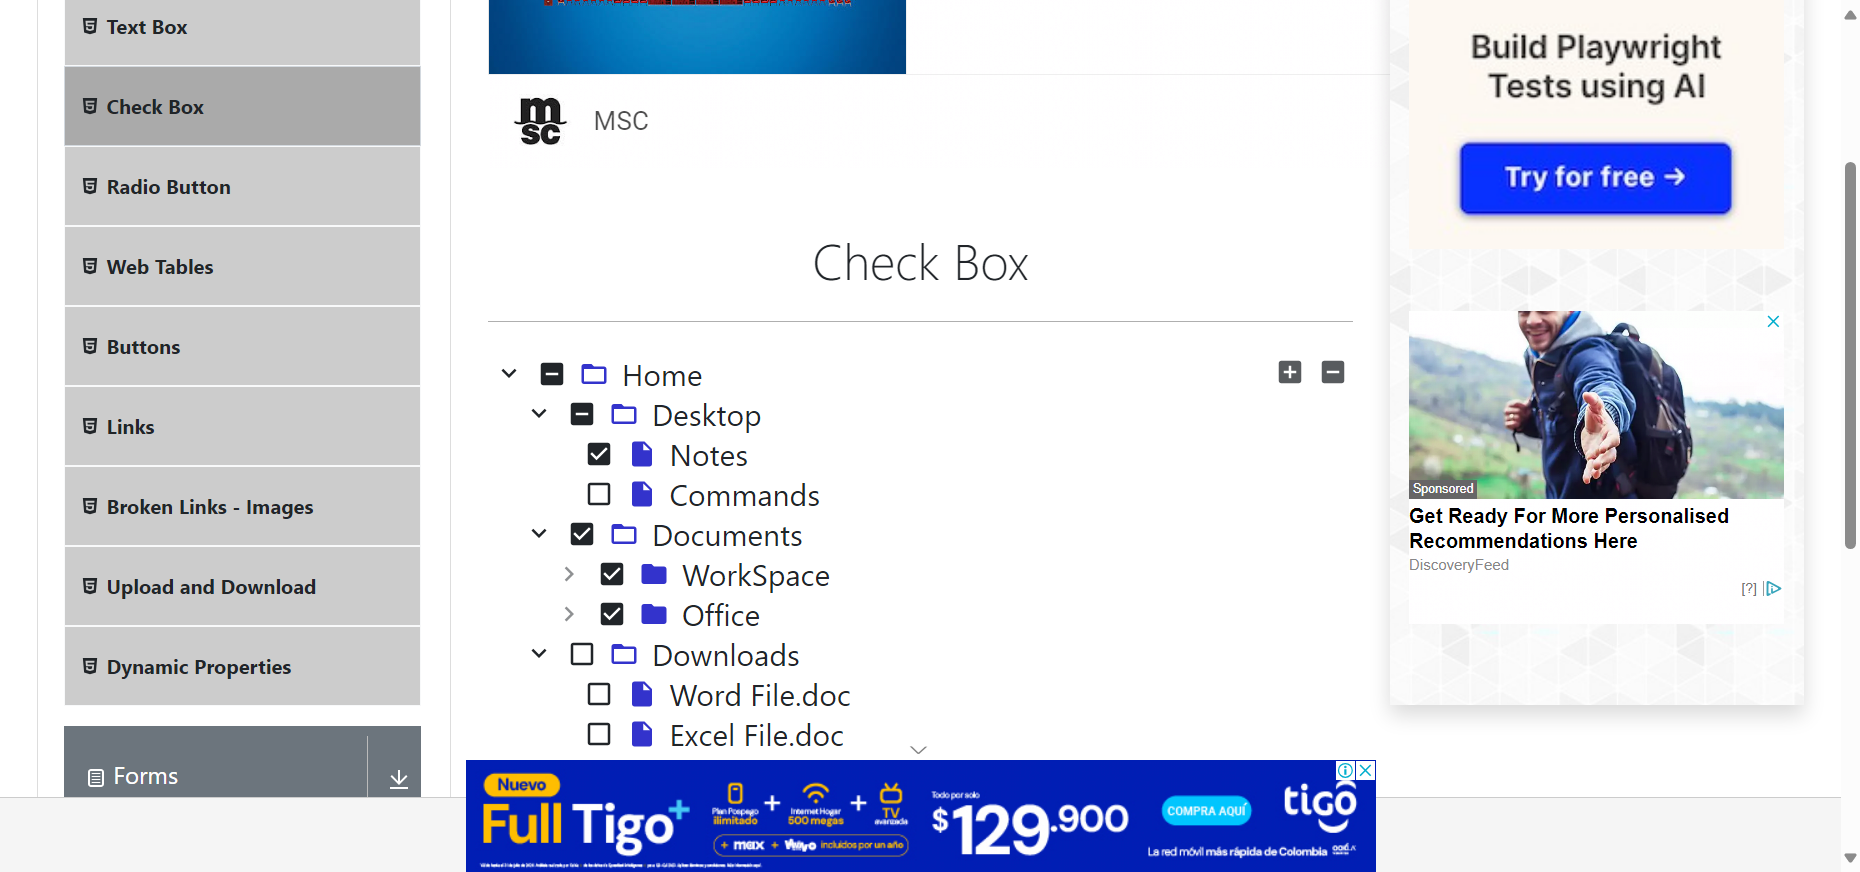 Text Box
Check Box
Radio Button
Web Tables
Buttons
Links
Broken Links - Images
Upload and Download
Dynamic Properties
Forms
msc
MSC
Check Box
Home
Desktop
Notes
Commands
Documents
WorkSpace
Office
Downloads
Word File.doc
Excel File.doc
Build Playwright
Tests using AI
Try for free →
Sponsored
Get Ready For More Personalised
Recommendations Here
DiscoveryFeed
[?]
Nuevo
Full Tigo+
Plan Pospago
ilimitado
+
Internet Hogar
500 megas
+
TV
avanzada
+ max + Win+ incluidos por un año
Todo por solo
$129.900
COMPRA AQUÍ
tigo
La red móvil más rápida de Colombia